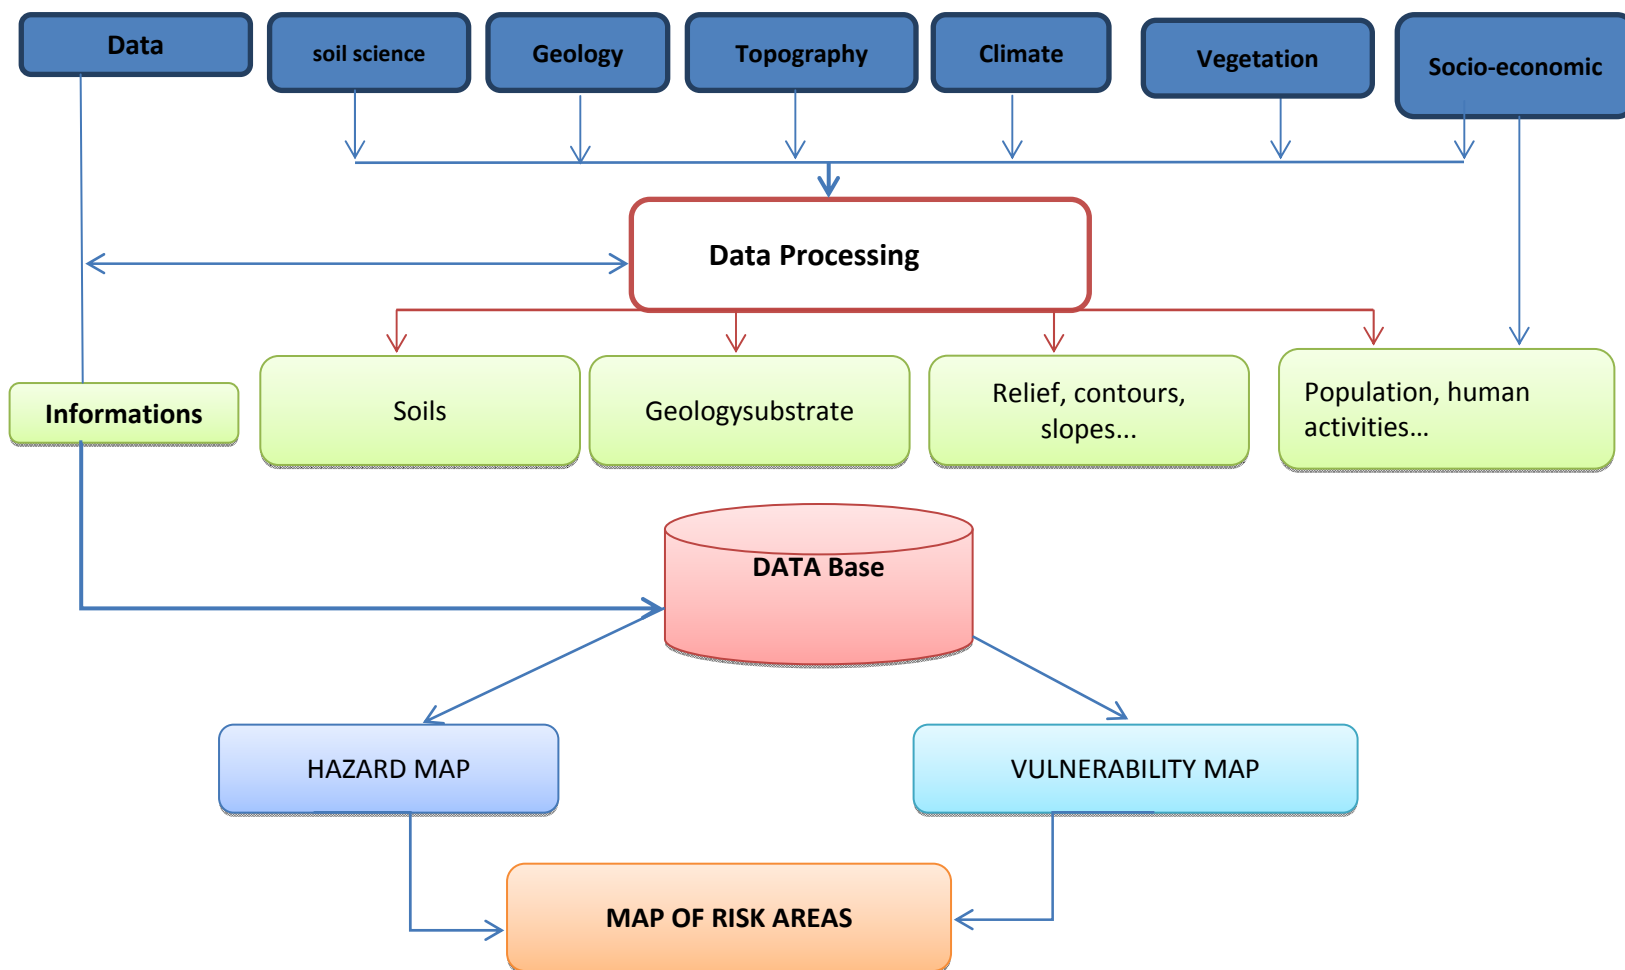 Data
soil science
Geology
Topography
Climate
Vegetation
Socio-economic
Data Processing
Informations
Soils
Geologysubstrate
Relief, contours,
slopes...
Population, human
activities…
DATA Base
HAZARD MAP
VULNERABILITY MAP
MAP OF RISK AREAS